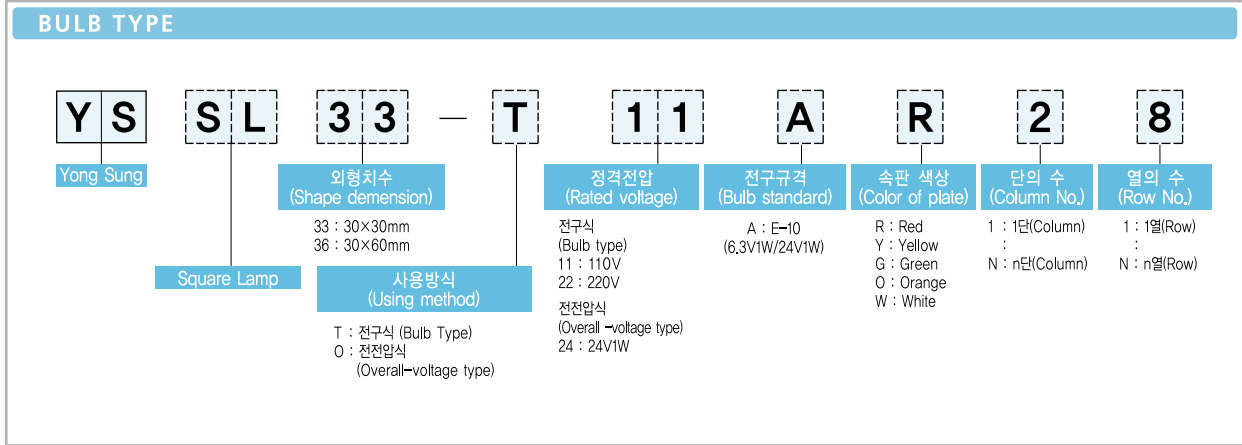 BULB TYPE
YS SL 33 — T 11 A R 2 8
Yong Sung
Square Lamp
외형치수
(Shape demension)
33 : 30×30mm
36 : 30×60mm
사용방식
(Using method)
T : 전구식 (Bulb Type)
O : 전전압식
(Overall-voltage type)
정격전압
(Rated voltage)
전구식
(Bulb type)
11 : 110V
22 : 220V
전전압식
(Overall -voltage type)
24 : 24V1W
전구규격
(Bulb standard)
A : E-10
(6.3V1W/24V1W)
속판 색상
(Color of plate)
R : Red
Y : Yellow
G : Green
O : Orange
W : White
단의 수
(Column No.)
1 : 1단(Column)
:
N : n단(Column)
열의 수
(Row No.)
1 : 1열(Row)
:
N : n열(Row)